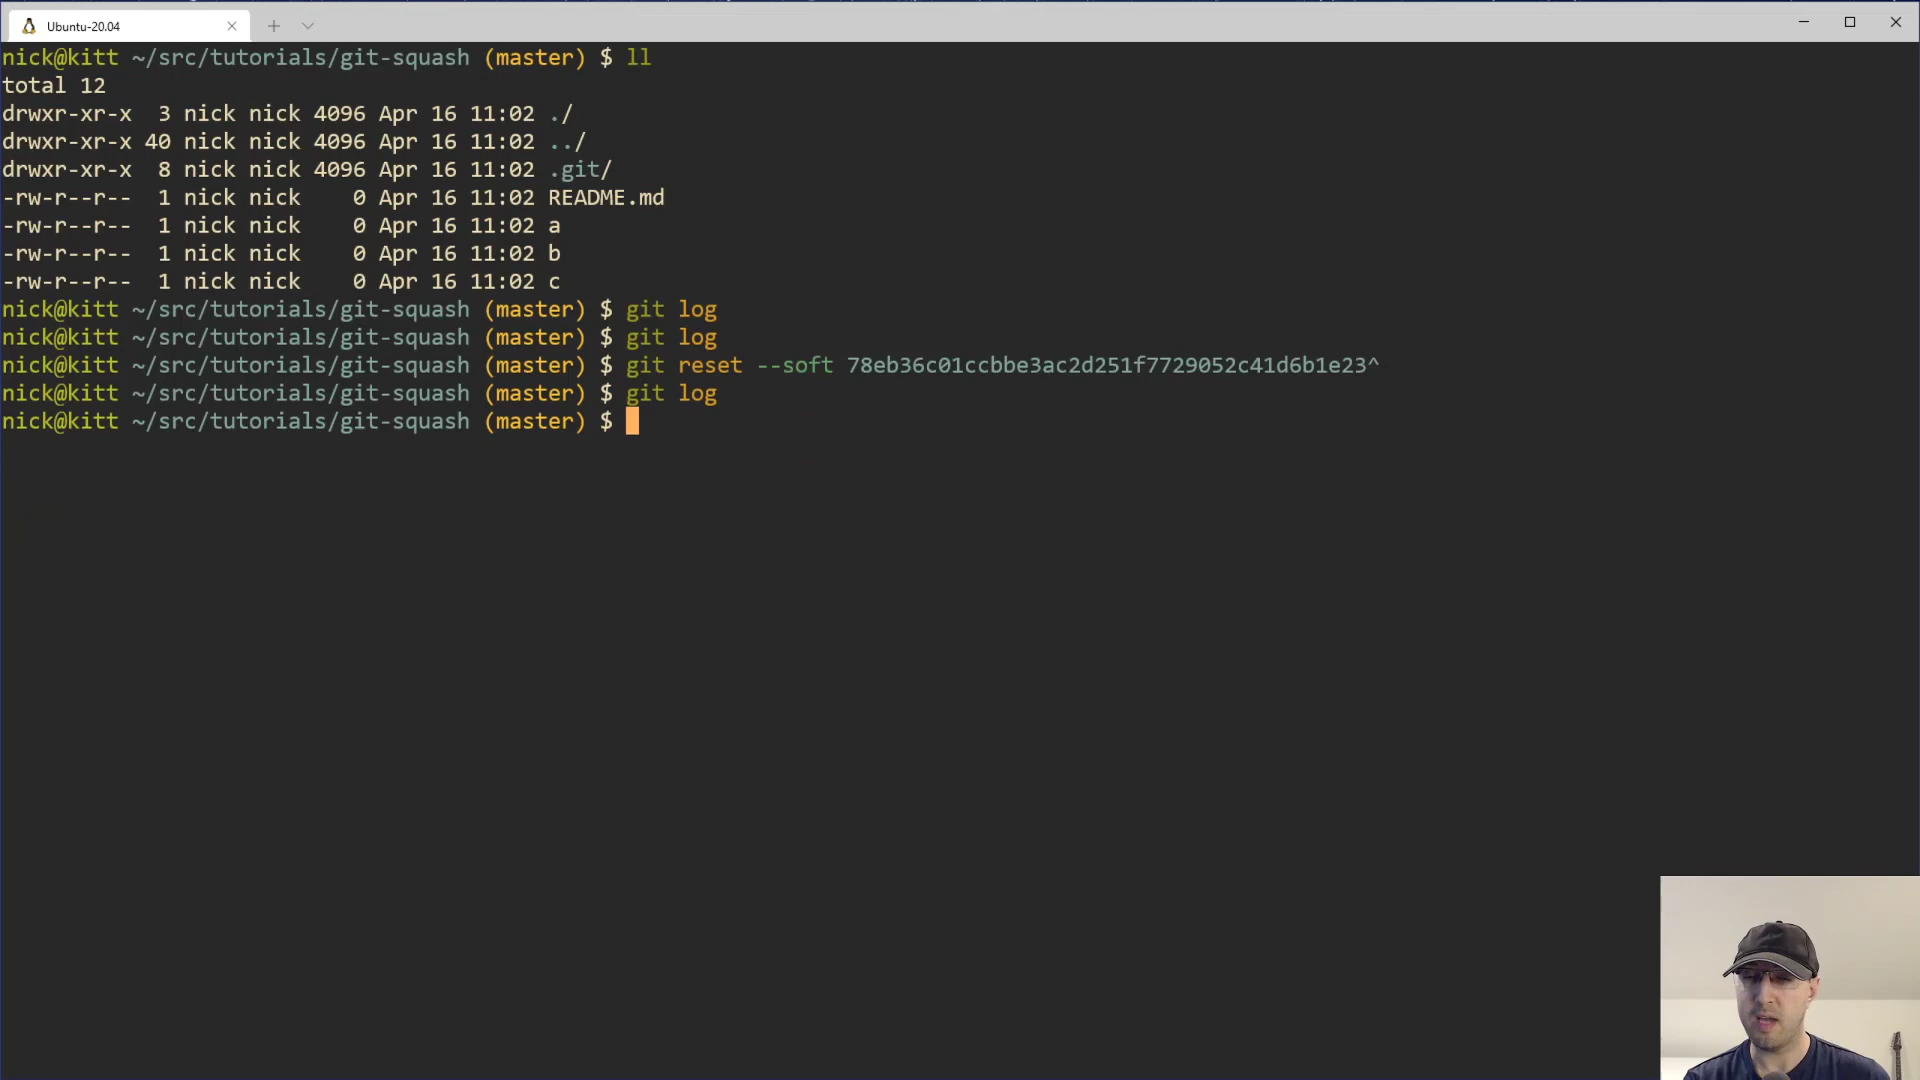 Ubuntu-20.04
nick@kitt ~/src/tutorials/git-squash (master) $ ll
total 12
drwxr-xr-x  3 nick nick 4096 Apr 16 11:02 ./
drwxr-xr-x 40 nick nick 4096 Apr 16 11:02 ../
drwxr-xr-x  8 nick nick 4096 Apr 16 11:02 .git/
-rw-r--r--  1 nick nick    0 Apr 16 11:02 README.md
-rw-r--r--  1 nick nick    0 Apr 16 11:02 a
-rw-r--r--  1 nick nick    0 Apr 16 11:02 b
-rw-r--r--  1 nick nick    0 Apr 16 11:02 c
nick@kitt ~/src/tutorials/git-squash (master) $ git log
nick@kitt ~/src/tutorials/git-squash (master) $ git log
nick@kitt ~/src/tutorials/git-squash (master) $ git reset --soft 78eb36c01ccbbe3ac2d251f7729052c41d6b1e23^
nick@kitt ~/src/tutorials/git-squash (master) $ git log
nick@kitt ~/src/tutorials/git-squash (master) $